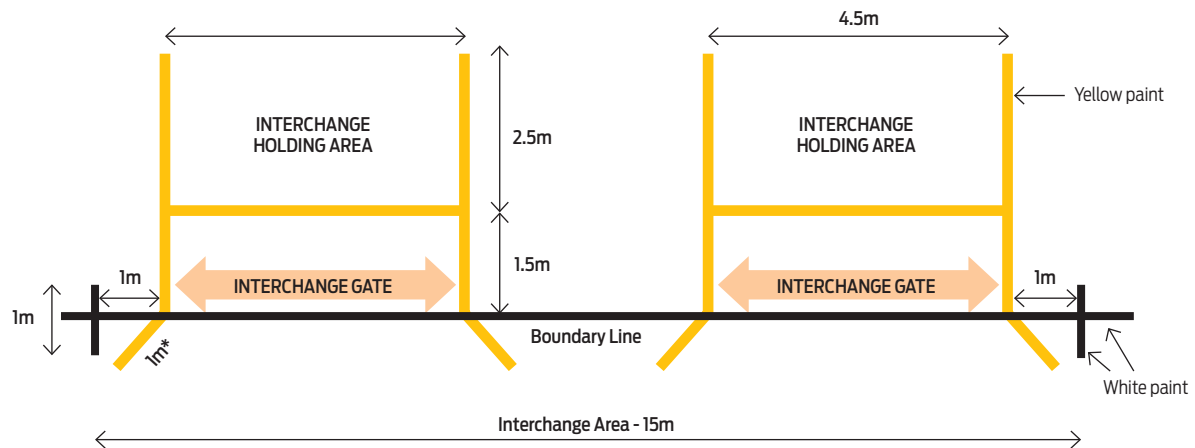 4.5m
Yellow paint
INTERCHANGE
HOLDING AREA
2.5m
INTERCHANGE
HOLDING AREA
1.5m
1m
INTERCHANGE GATE
INTERCHANGE GATE
1m
1m
1m*
Boundary Line
White paint
Interchange Area - 15m